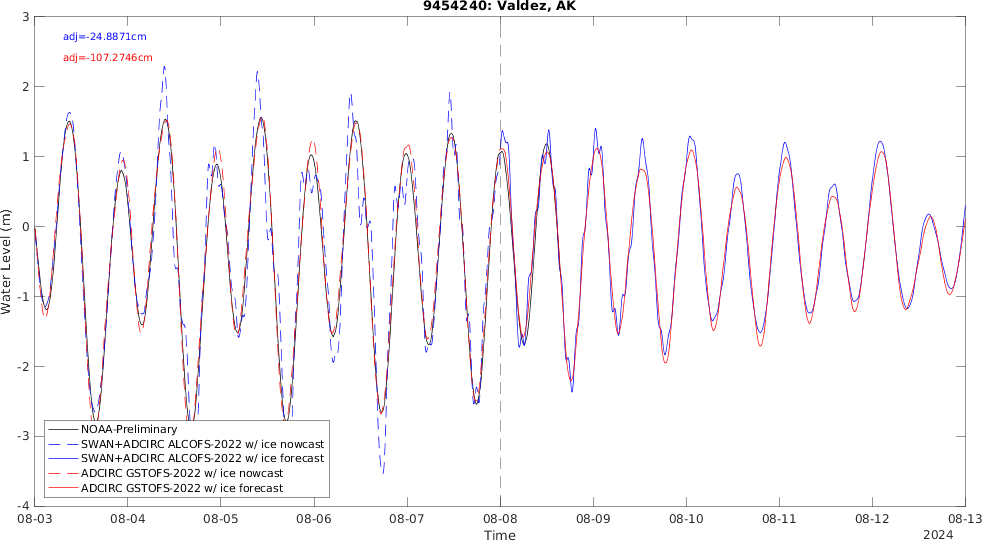 9454240: Valdez, AK
adj=-24.8871cm
adj=-107.2746cm
Water Level (m)
3
2
1
0
-1
-2
-3
-4
NOAA-Preliminary
SWAN+ADCIRC ALCOFS-2022 w/ ice nowcast
SWAN+ADCIRC ALCOFS-2022 w/ ice forecast
ADCIRC GSTOFS-2022 w/ ice nowcast
ADCIRC GSTOFS-2022 w/ ice forecast
08-03 08-04 08-05 08-06 08-07 08-08 08-09 08-10 08-11 08-12 08-13
Time
2024